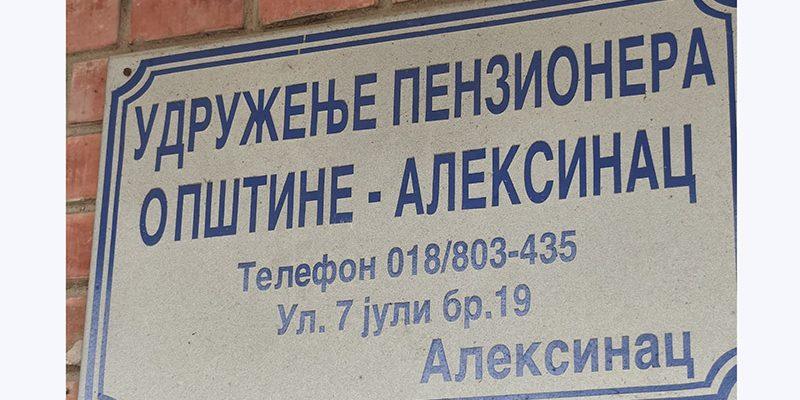 УДРУЖЕЊЕ ПЕНЗИОНЕРА
ОПШТИНЕ - АЛЕКСИНАЦ
Телефон 018/803-435
Ул. 7 јули бр.19
Алексинац